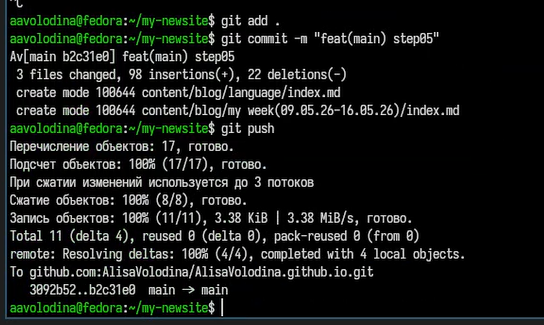 ^C
aavolodina@fedora:~/my-newsite$ git add .
aavolodina@fedora:~/my-newsite$ git commit -m "feat(main) step05"
Av[main b2c31e0] feat(main) step05
 3 files changed, 98 insertions(+), 22 deletions(-)
 create mode 100644 content/blog/language/index.md
 create mode 100644 content/blog/my week(09.05.26-16.05.26)/index.md
aavolodina@fedora:~/my-newsite$ git push
Перечисление объектов: 17, готово.
Подсчет объектов: 100% (17/17), готово.
При сжатии изменений используется до 3 потоков
Сжатие объектов: 100% (8/8), готово.
Запись объектов: 100% (11/11), 3.38 KiB | 3.38 MiB/s, готово.
Total 11 (delta 4), reused 0 (delta 0), pack-reused 0 (from 0)
remote: Resolving deltas: 100% (4/4), completed with 4 local objects.
To github.com:AlisaVolodina/AlisaVolodina.github.io.git
   3092b52..b2c31e0  main -> main
aavolodina@fedora:~/my-newsite$